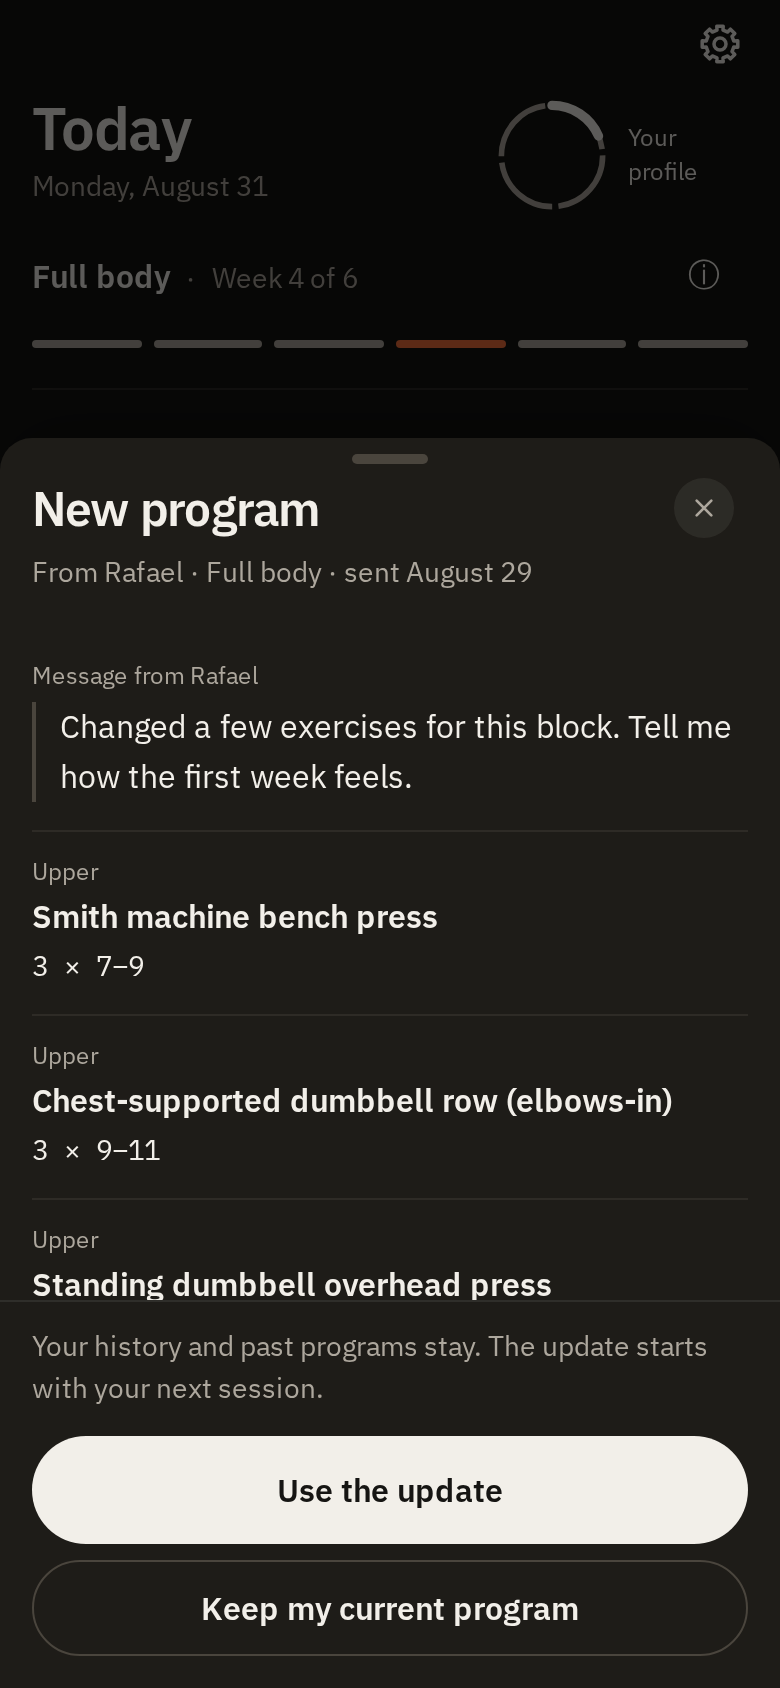 Today
Monday, August 31
Your
profile
Full body · Week 4 of 6
New program
From Rafael · Full body · sent August 29
Message from Rafael
Changed a few exercises for this block. Tell me
how the first week feels.
Upper
Smith machine bench press
3 × 7–9
Upper
Chest-supported dumbbell row (elbows-in)
3 × 9–11
Upper
Standing dumbbell overhead press
Your history and past programs stay. The update starts
with your next session.
Use the update
Keep my current program